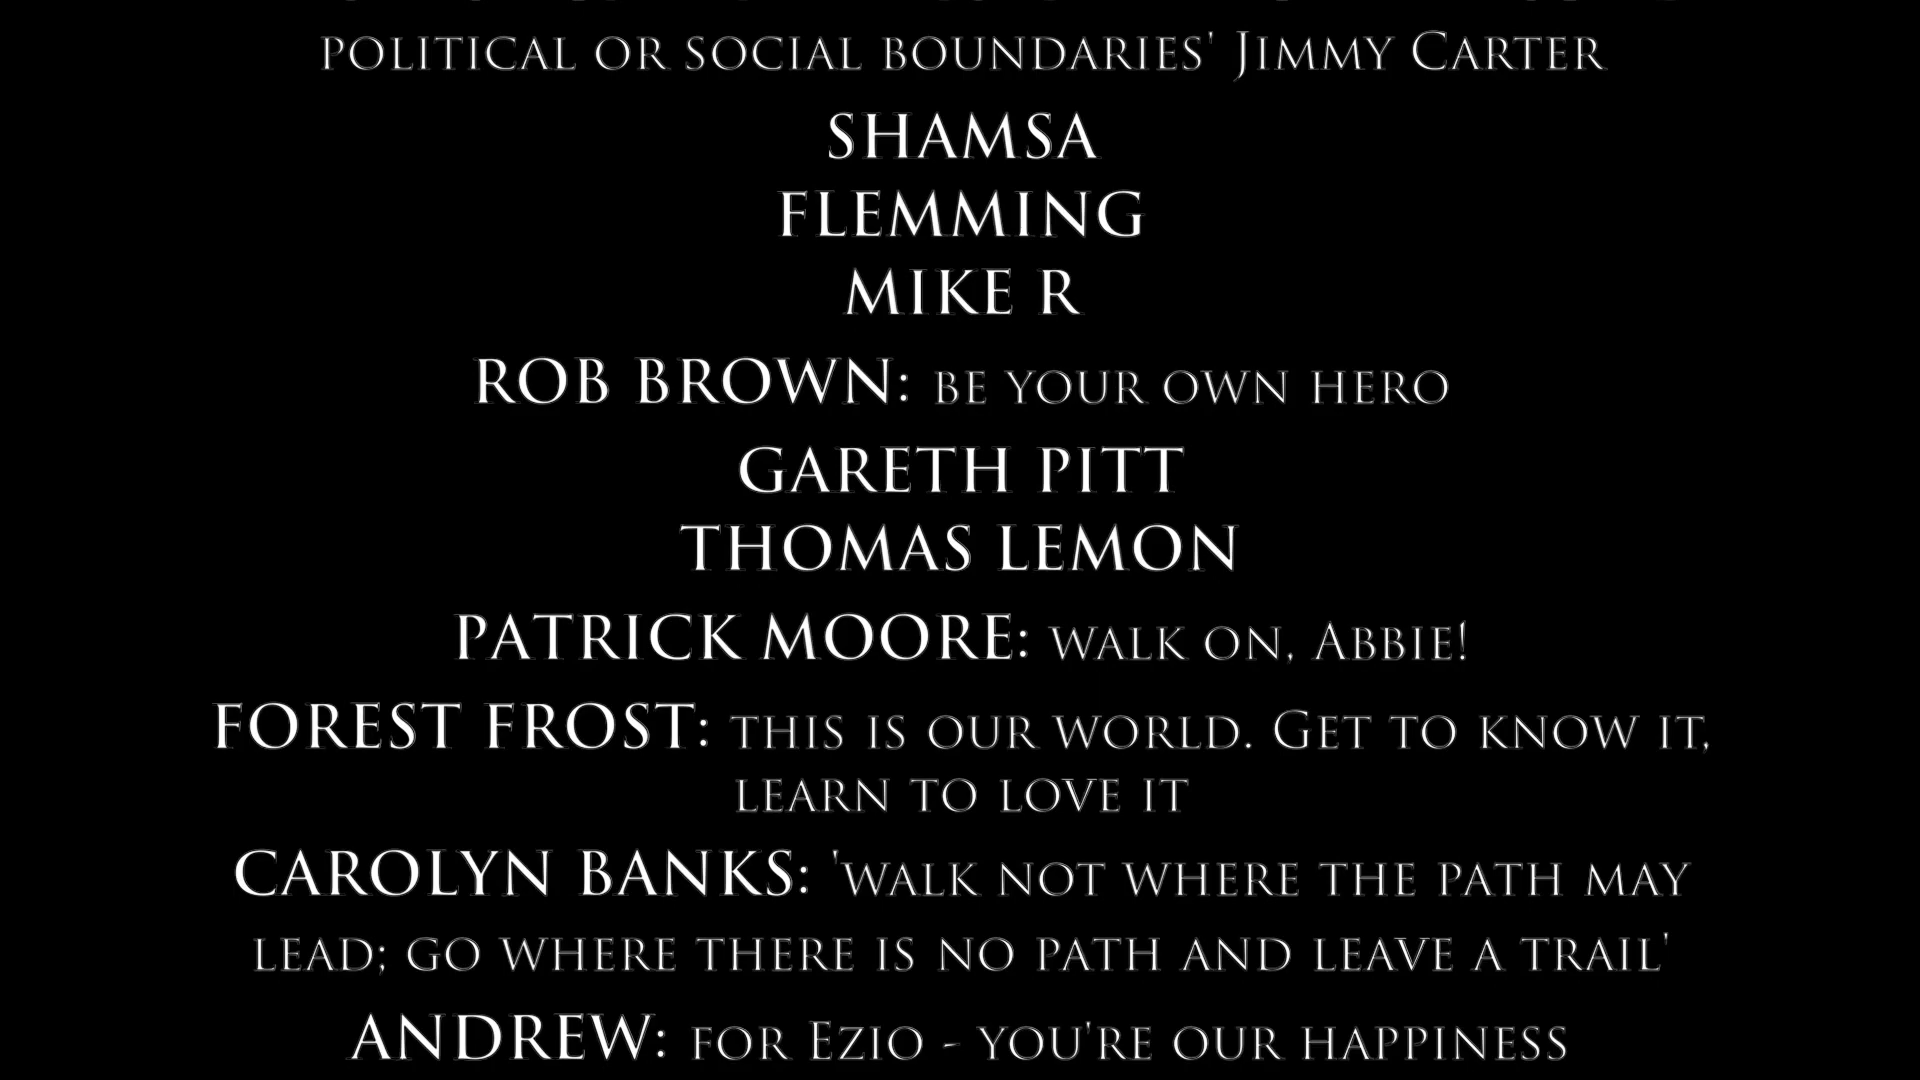 political or social boundaries' Jimmy Carter
SHAMSA
FLEMMING
MIKE R
ROB BROWN: be your own hero
GARETH PITT
THOMAS LEMON
PATRICK MOORE: walk on, Abbie!
FOREST FROST: this is our world. Get to know it,
learn to love it
CAROLYN BANKS: 'walk not where the path may
lead; go where there is no path and leave a trail'
ANDREW: for Ezio - you're our happiness